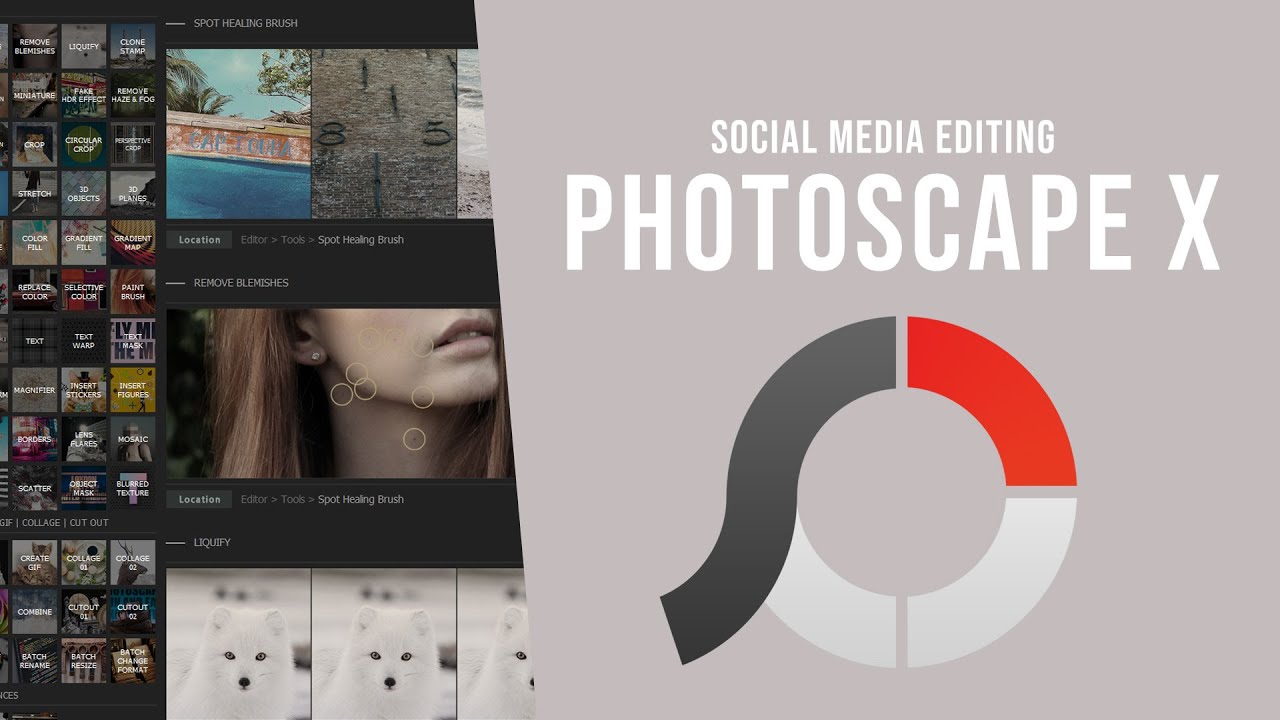 SPOT HEALING BRUSH
REMOVE
BLEMISHES
LIQUIFY
CLONE
STAMP
MINIATURE
FAKE
HDR EFFECT
REMOVE
HAZE & FOG
CROP
CIRCULAR
CROP
PERSPECTIVE
CROP
STRETCH
3D
OBJECTS
3D
PLANES
COLOR
FILL
GRADIENT
FILL
GRADIENT
MAP
REPLACE
COLOR
SELECTIVE
COLOR
PAINT
BRUSH
TEXT
TEXT
WARP
TEXT
MASK
MAGNIFIER
INSERT
STICKERS
INSERT
FIGURES
BORDERS
LENS
FLARES
MOSAIC
SCATTER
OBJECT
MASK
BLURRED
TEXTURE
GIF | COLLAGE | CUT OUT
CREATE
GIF
COLLAGE
01
COLLAGE
02
COMBINE
CUTOUT
01
CUTOUT
02
BATCH
RENAME
BATCH
RESIZE
BATCH
CHANGE
FORMAT
NCES
8 5
Location Editor > Tools > Spot Healing Brush
REMOVE BLEMISHES
Location Editor > Tools > Spot Healing Brush
LIQUIFY
SOCIAL MEDIA EDITING
PHOTOSCAPE X